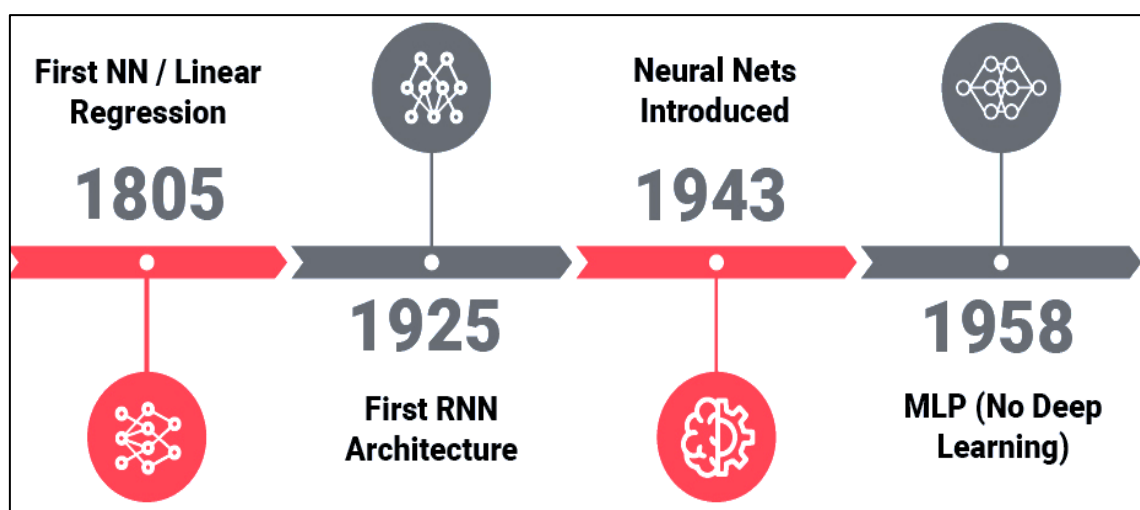 First NN / Linear
Regression
1805
1925
First RNN
Architecture
Neural Nets
Introduced
1943
1958
MLP (No Deep
Learning)